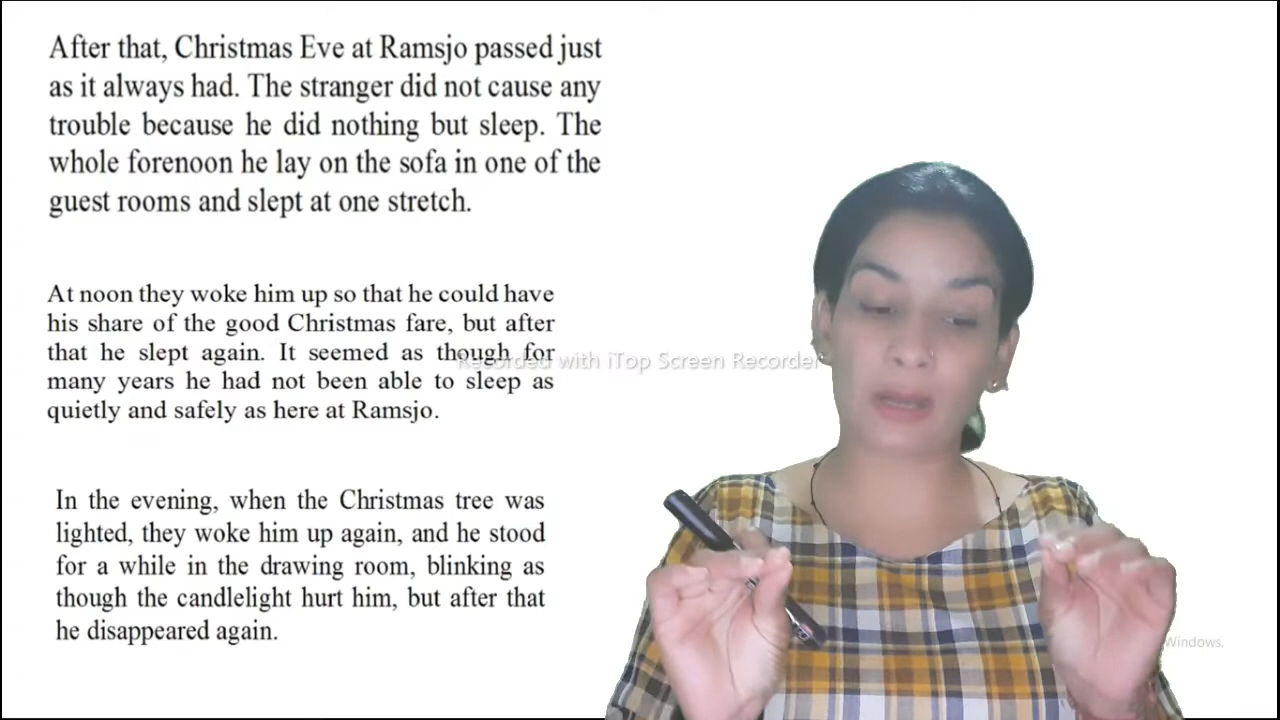 After that, Christmas Eve at Ramsjo passed just
as it always had. The stranger did not cause any
trouble because he did nothing but sleep. The
whole forenoon he lay on the sofa in one of the
guest rooms and slept at one stretch.
At noon they woke him up so that he could have
his share of the good Christmas fare, but after
that he slept again. It seemed as though for
many years he had not been able to sleep as
quietly and safely as here at Ramsjo.
Recorded with iTop Screen Recorder
In the evening, when the Christmas tree was
lighted, they woke him up again, and he stood
for a while in the drawing room, blinking as
though the candlelight hurt him, but after that
he disappeared again.
Windows.